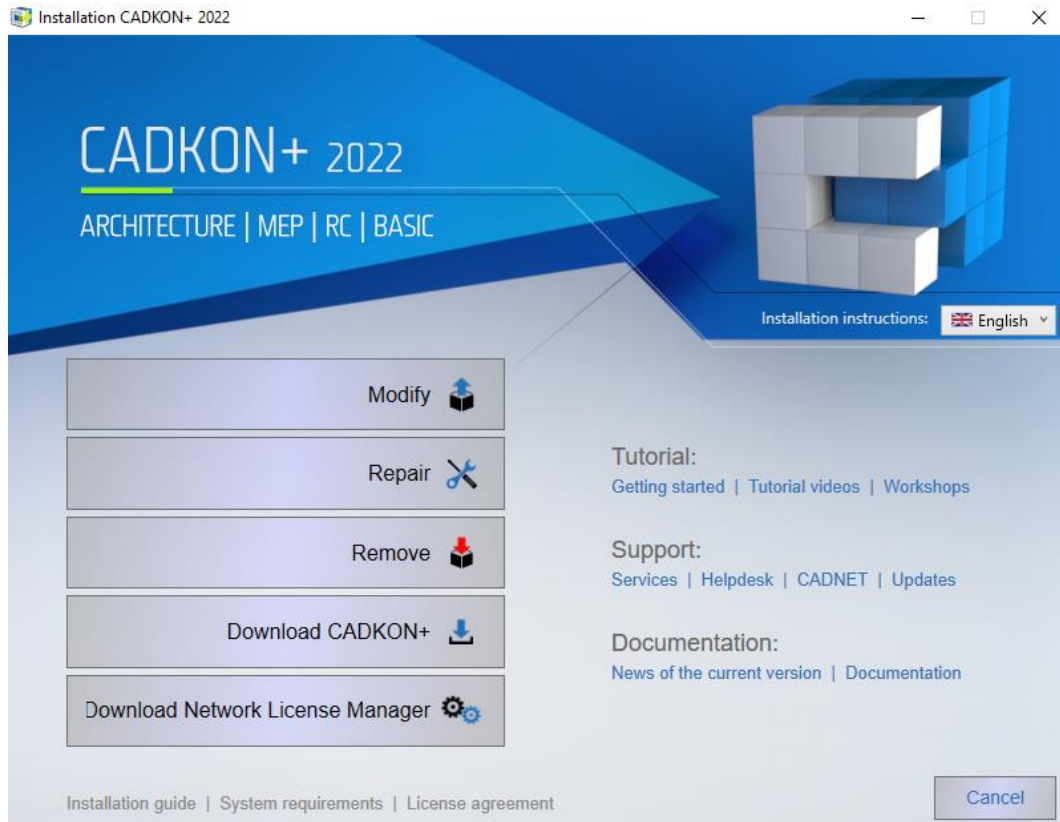 Installation CADKON+ 2022
CADKON+ 2022
ARCHITECTURE | MEP | RC | BASIC
Installation instructions: English
Modify
Repair
Remove
Download CADKON+
Download Network License Manager
Tutorial:
Getting started | Tutorial videos | Workshops
Support:
Services | Helpdesk | CADNET | Updates
Documentation:
News of the current version | Documentation
Installation guide | System requirements | License agreement
Cancel